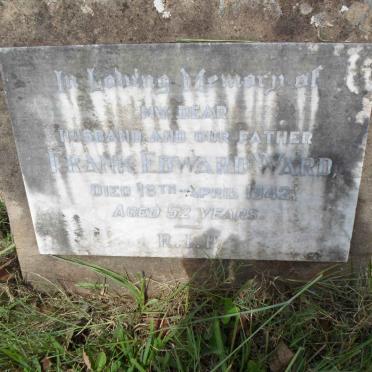 In Loving Memory of
MY DEAR
HUSBAND AND OUR FATHER
FRANK EDWARD WARD,
DIED 18TH APRIL 1942.
AGED 52 YEARS.
R.I.P.